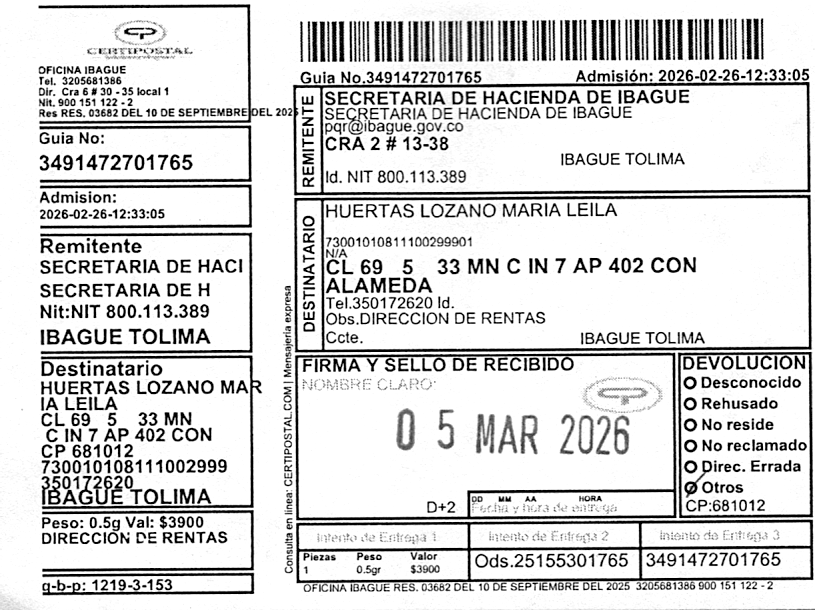 CERTIPOSTAL
OFICINA IBAGUE
Tel. 3205681386
Dir. Cra 6 # 30 - 35 local 1
Nit. 900 151 122 - 2
Res RES. 03682 DEL 10 DE SEPTIEMBRE DEL 2025
Guia No:
3491472701765
Admision:
2026-02-26-12:33:05
Remitente
SECRETARIA DE HACI
SECRETARIA DE H
Nit:NIT 800.113.389
IBAGUE TOLIMA
Destinatario
HUERTAS LOZANO MAR
IA LEILA
CL 69 5 33 MN
C IN 7 AP 402 CON
CP 681012
730010108111002999
350172620
IBAGUE TOLIMA
Peso: 0.5g Val: $3900
DIRECCION DE RENTAS
q-b-p: 1219-3-153
Consulta en linea: CERTIPOSTAL.COM | Mensajeria expresa
Guia No.3491472701765 Admisión: 2026-02-26-12:33:05
REMITENTE
SECRETARIA DE HACIENDA DE IBAGUE
SECRETARIA DE HACIENDA DE IBAGUE
pqr@ibague.gov.co
CRA 2 # 13-38
IBAGUE TOLIMA
Id. NIT 800.113.389
DESTINATARIO
HUERTAS LOZANO MARIA LEILA
73001010811100299901
N/A
CL 69 5 33 MN C IN 7 AP 402 CON
ALAMEDA
Tel.350172620 Id.
Obs.DIRECCION DE RENTAS
Ccte. IBAGUE TOLIMA
FIRMA Y SELLO DE RECIBIDO
NOMBRE CLARO:
05 MAR 2026
D+2
DD MM AA HORA
Fecha y hora de entrega
DEVOLUCION
Desconocido
Rehusado
No reside
No reclamado
Direc. Errada
Otros
CP:681012
Intento de Entrega 1 Intento de Entrega 2 Intento de Entrega 3
Piezas Peso Valor
1 0.5gr $3900
Ods.25155301765 3491472701765
OFICINA IBAGUE RES. 03682 DEL 10 DE SEPTIEMBRE DEL 2025 3205681386 900 151 122 - 2